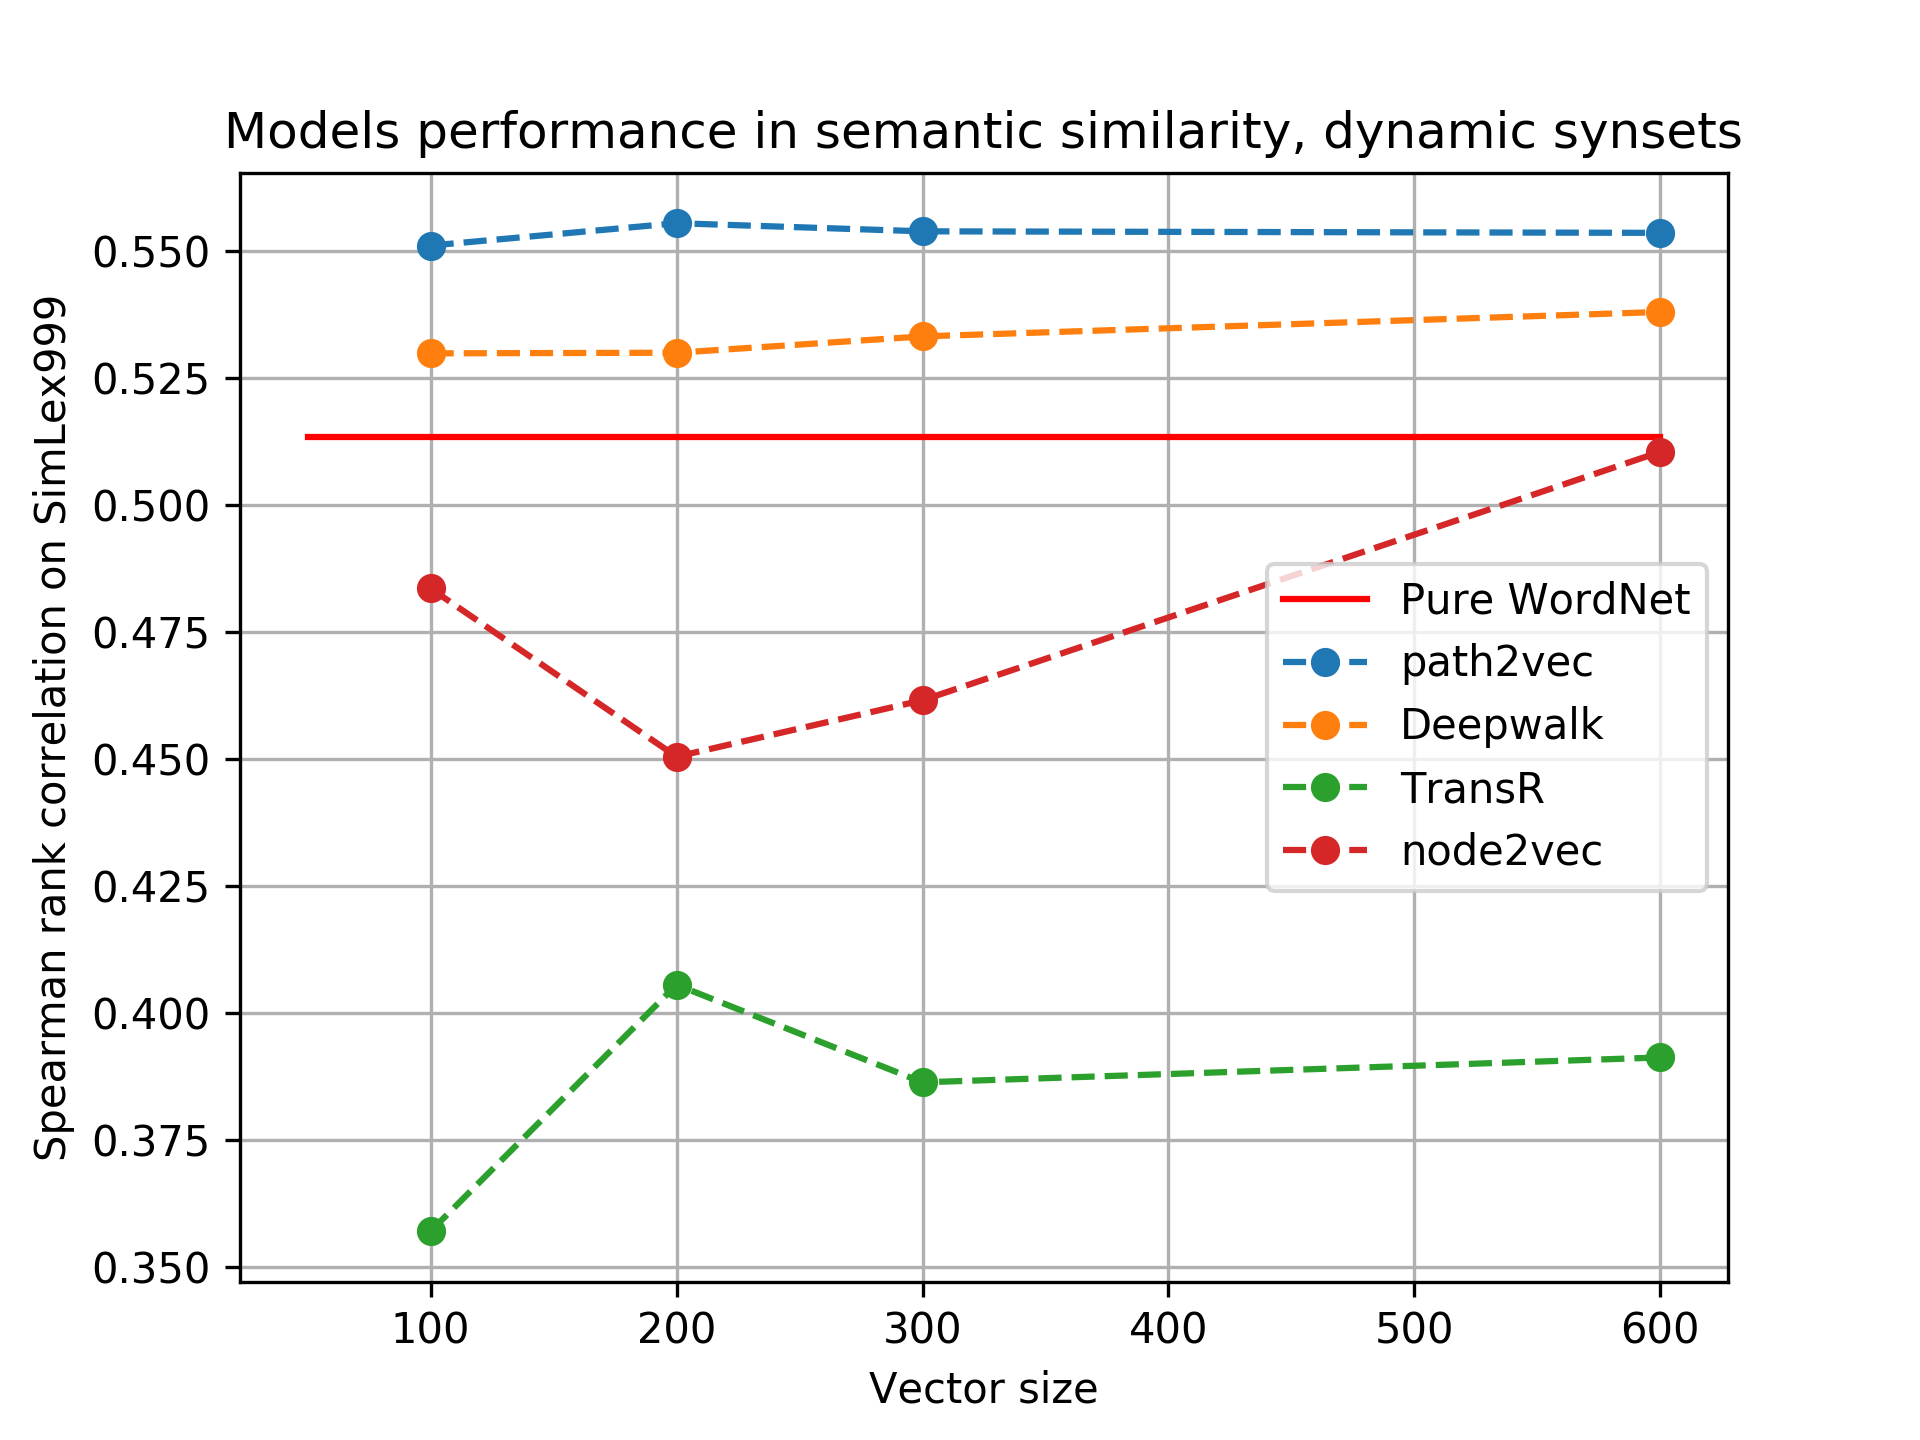 Models performance in semantic similarity, dynamic synsets
Spearman rank correlation on SimLex999
0.550
0.525
0.500
0.475
0.450
0.425
0.400
0.375
0.350
Pure WordNet
path2vec
Deepwalk
TransR
node2vec
100 200 300 400 500 600
Vector size